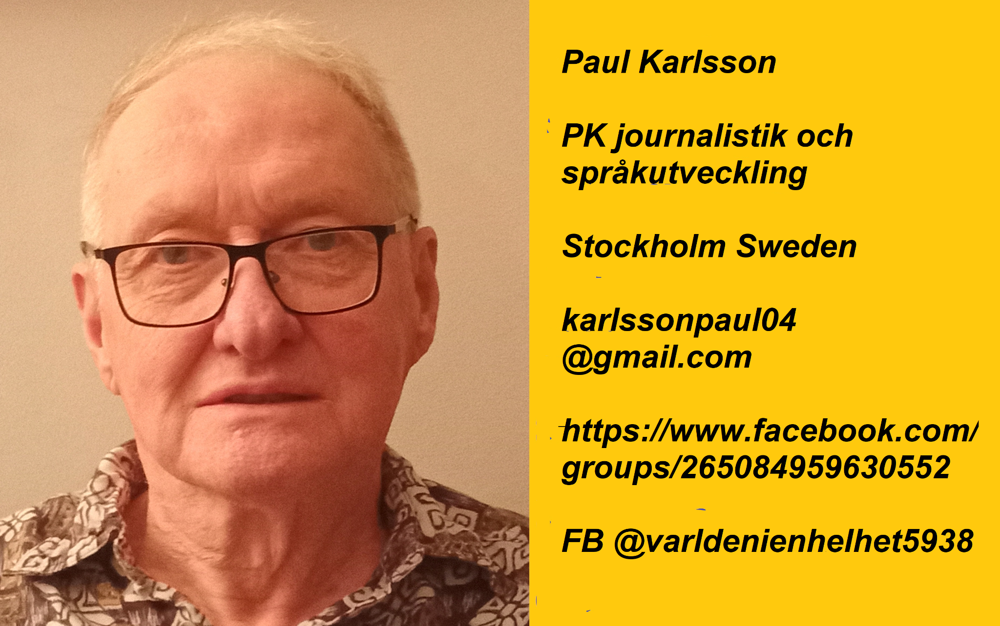 Paul Karlsson
PK journalistik och
språkutveckling
Stockholm Sweden
karlssonpaul04
@gmail.com
https://www.facebook.com/
groups/265084959630552
FB @varldenienhelhet5938